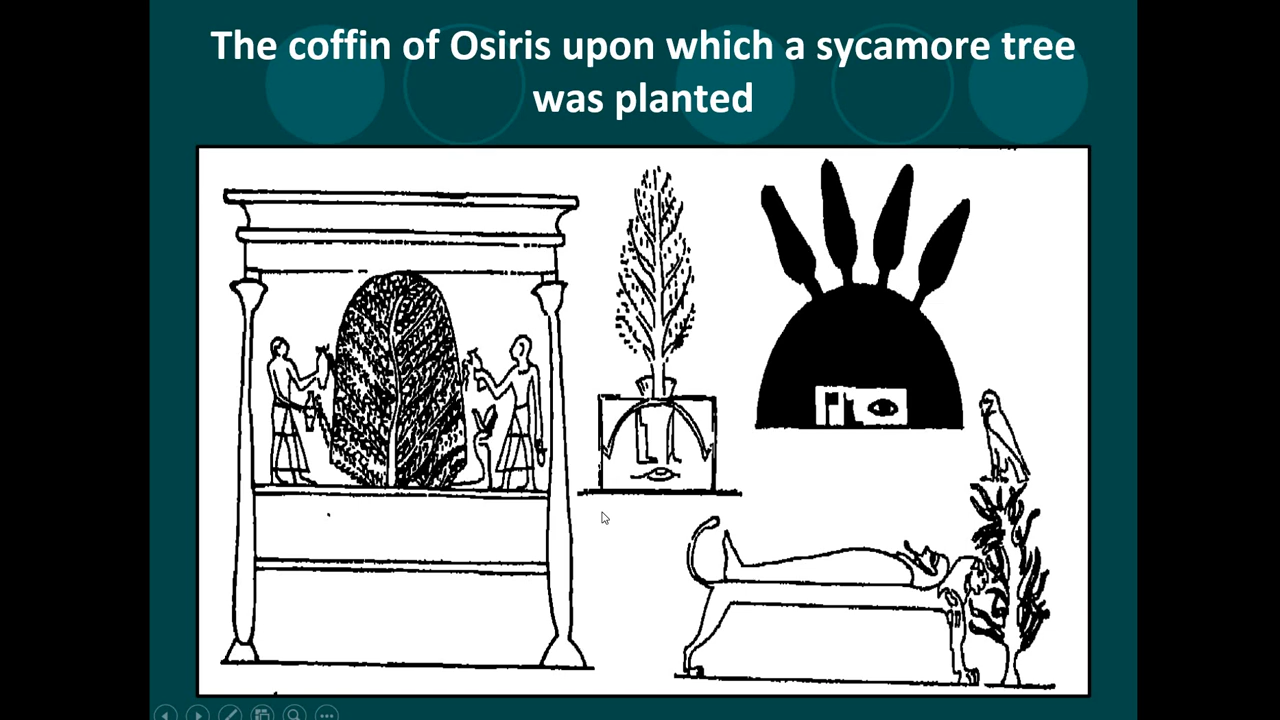 The coffin of Osiris upon which a sycamore tree
was planted